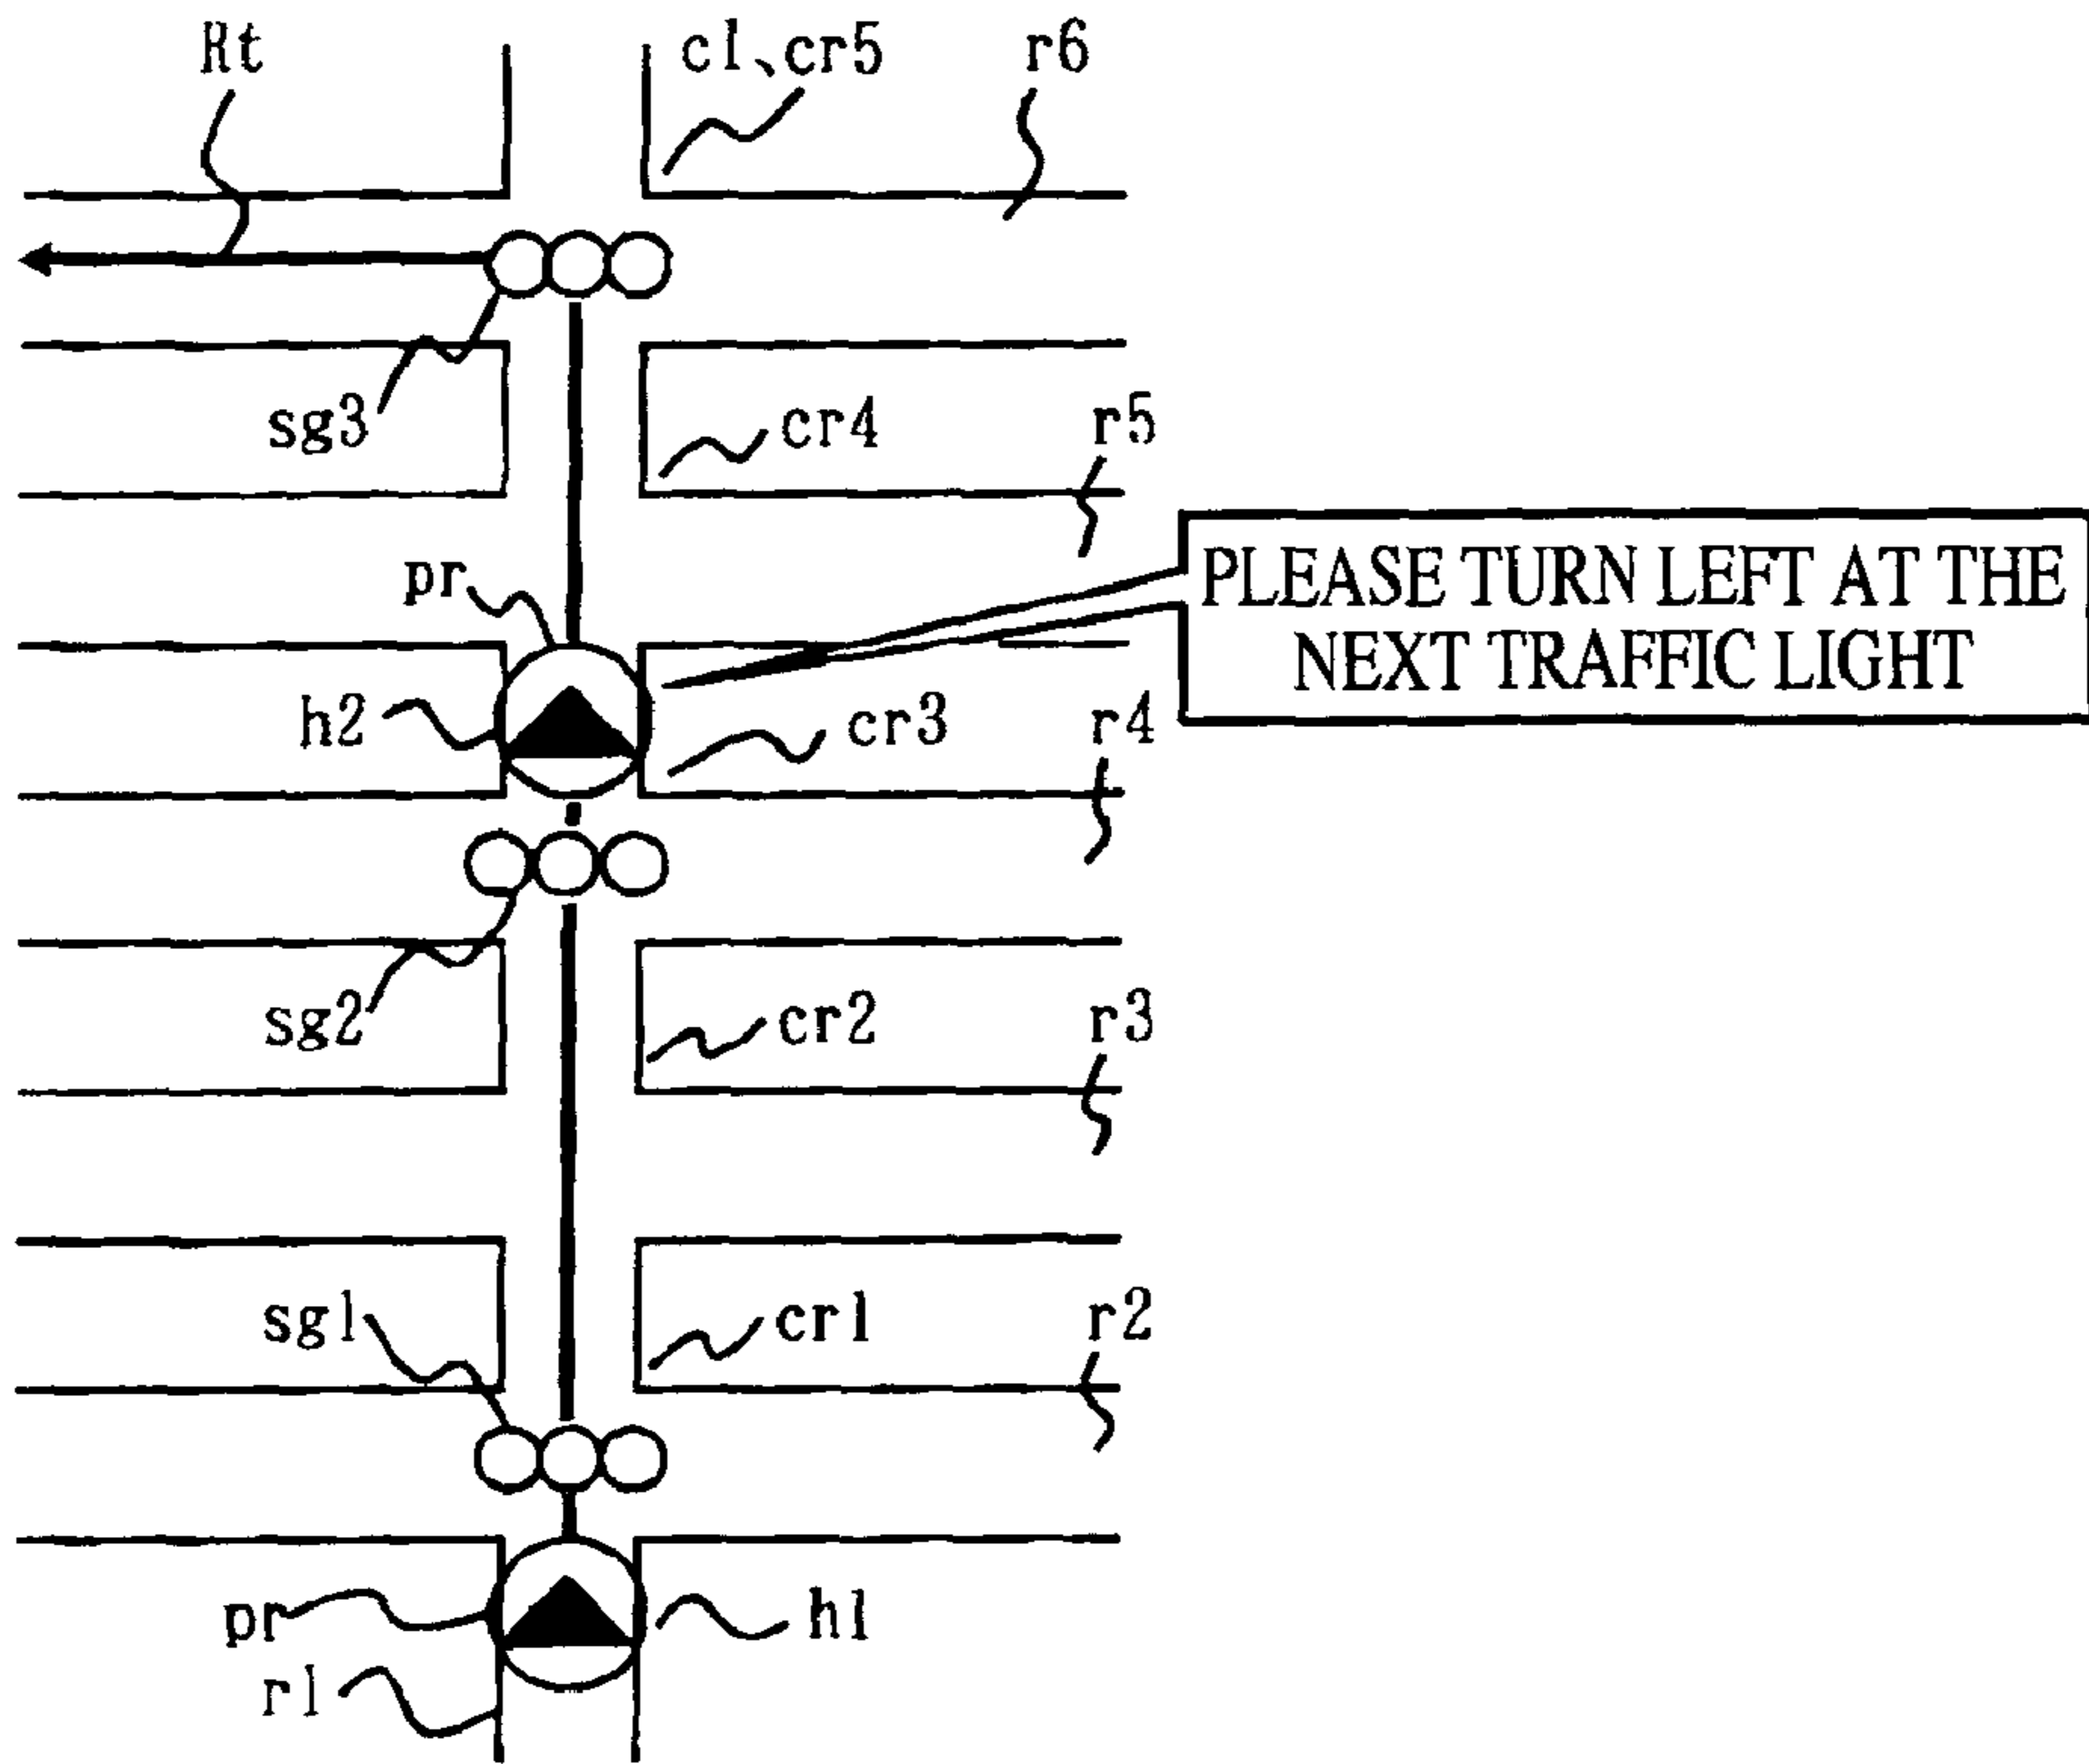 Rt
c1、cr5
r6
sg3
cr4
r5
pr
PLEASE TURN LEFT AT THE
NEXT TRAFFIC LIGHT
h2
cr3
r4
sg2
cr2
r3
sg1
cr1
r2
pr
h1
r1